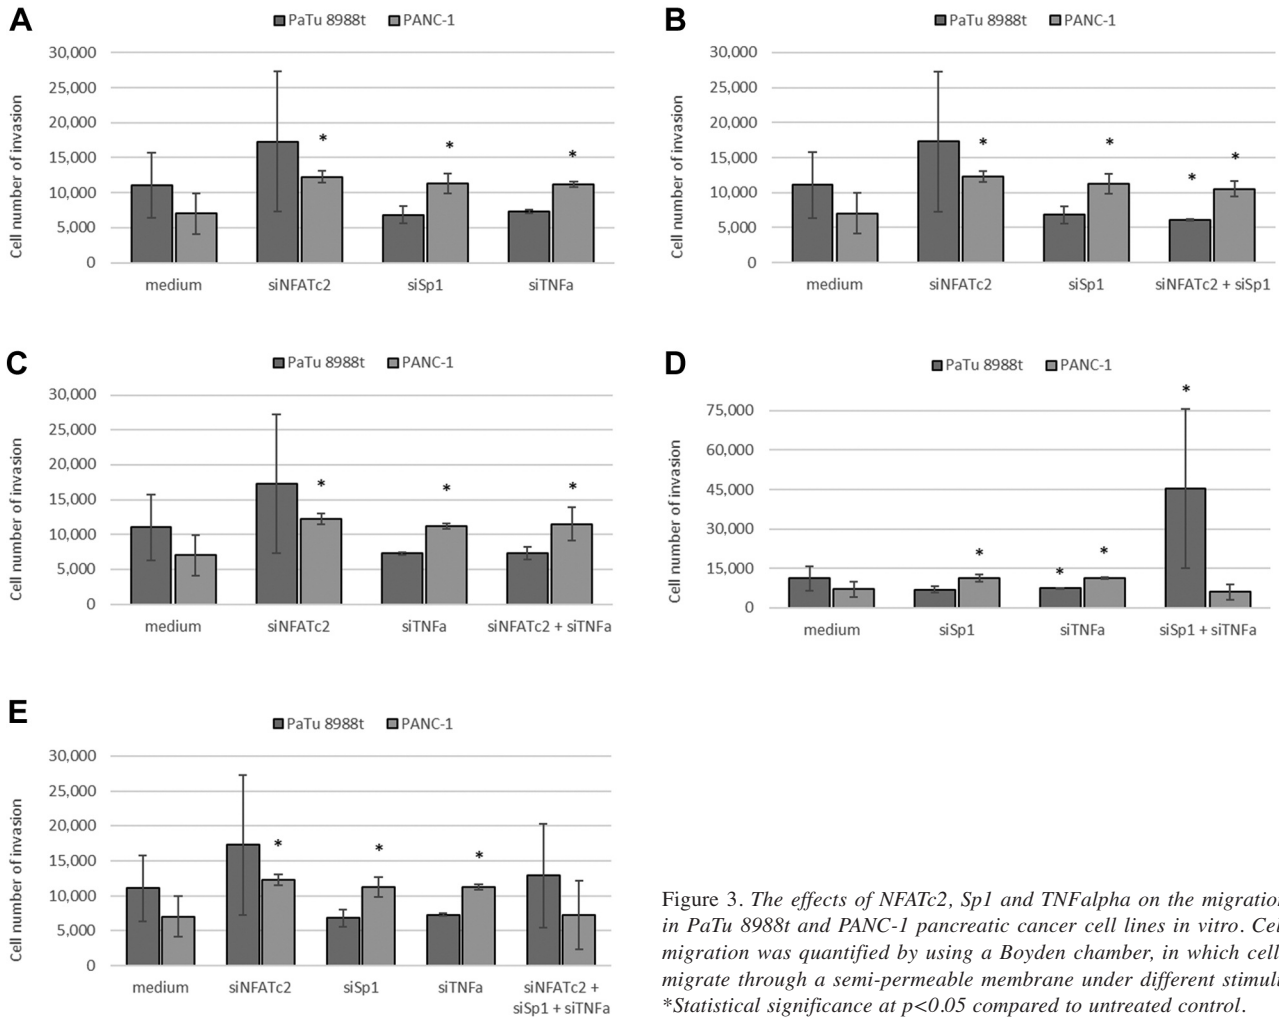 A
PaTu 8988t PANC-1
Cell number of invasion
30,000
25,000
20,000
15,000
10,000
5,000
0
* * *
medium siNFATc2 siSp1 siTNFa
B
PaTu 8988t PANC-1
Cell number of invasion
30,000
25,000
20,000
15,000
10,000
5,000
0
* * * *
medium siNFATc2 siSp1 siNFATc2 + siSp1
C
PaTu 8988t PANC-1
Cell number of invasion
30,000
25,000
20,000
15,000
10,000
5,000
0
* * *
medium siNFATc2 siTNFa siNFATc2 + siTNFa
D
PaTu 8988t PANC-1
Cell number of invasion
75,000
60,000
45,000
30,000
15,000
0
* * * *
medium siSp1 siTNFa siSp1 + siTNFa
E
PaTu 8988t PANC-1
Cell number of invasion
30,000
25,000
20,000
15,000
10,000
5,000
0
* * *
medium siNFATc2 siSp1 siTNFa siNFATc2 +
siSp1 + siTNFa
Figure 3. The effects of NFATc2, Sp1 and TNFalpha on the migration
in PaTu 8988t and PANC-1 pancreatic cancer cell lines in vitro. Cel
migration was quantified by using a Boyden chamber, in which cell
migrate through a semi-permeable membrane under different stimul
*Statistical significance at p<0.05 compared to untreated control.